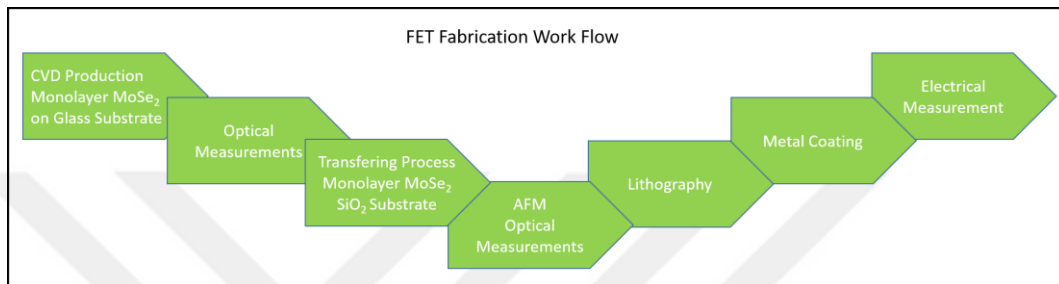 FET Fabrication Work Flow
CVD Production
Monolayer MoSe₂
on Glass Substrate
Optical
Measurements
Transfering Process
Monolayer MoSe₂
SiO₂ Substrate
AFM
Optical
Measurements
Lithography
Metal Coating
Electrical
Measurement